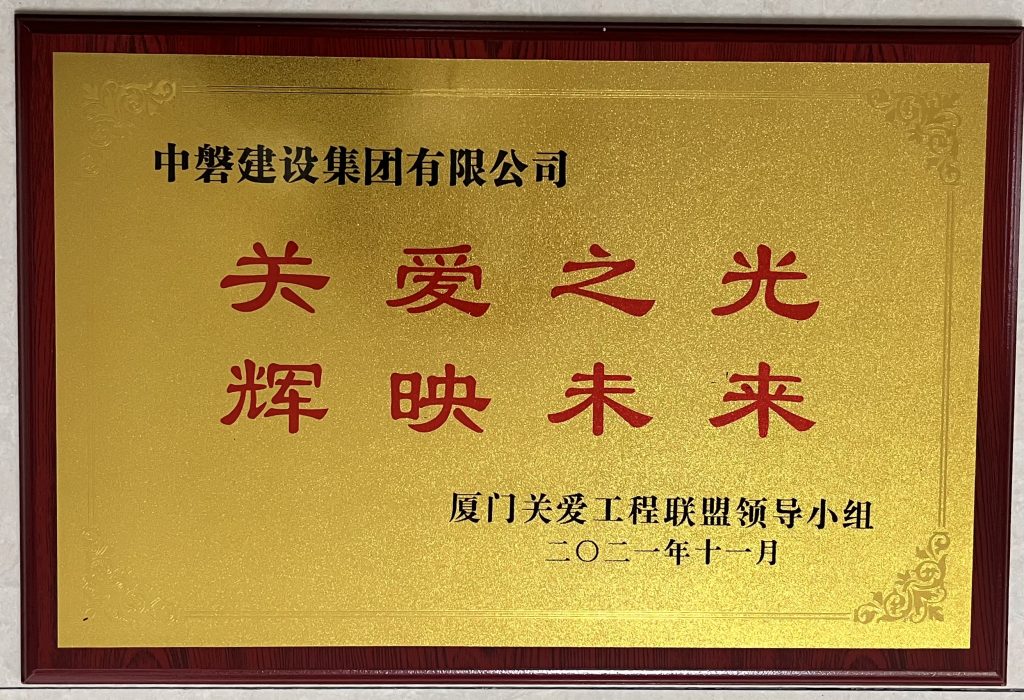 中磐建设集团有限公司
关爱之光
辉映未来
厦门关爱工程联盟领导小组
二〇二一年十一月